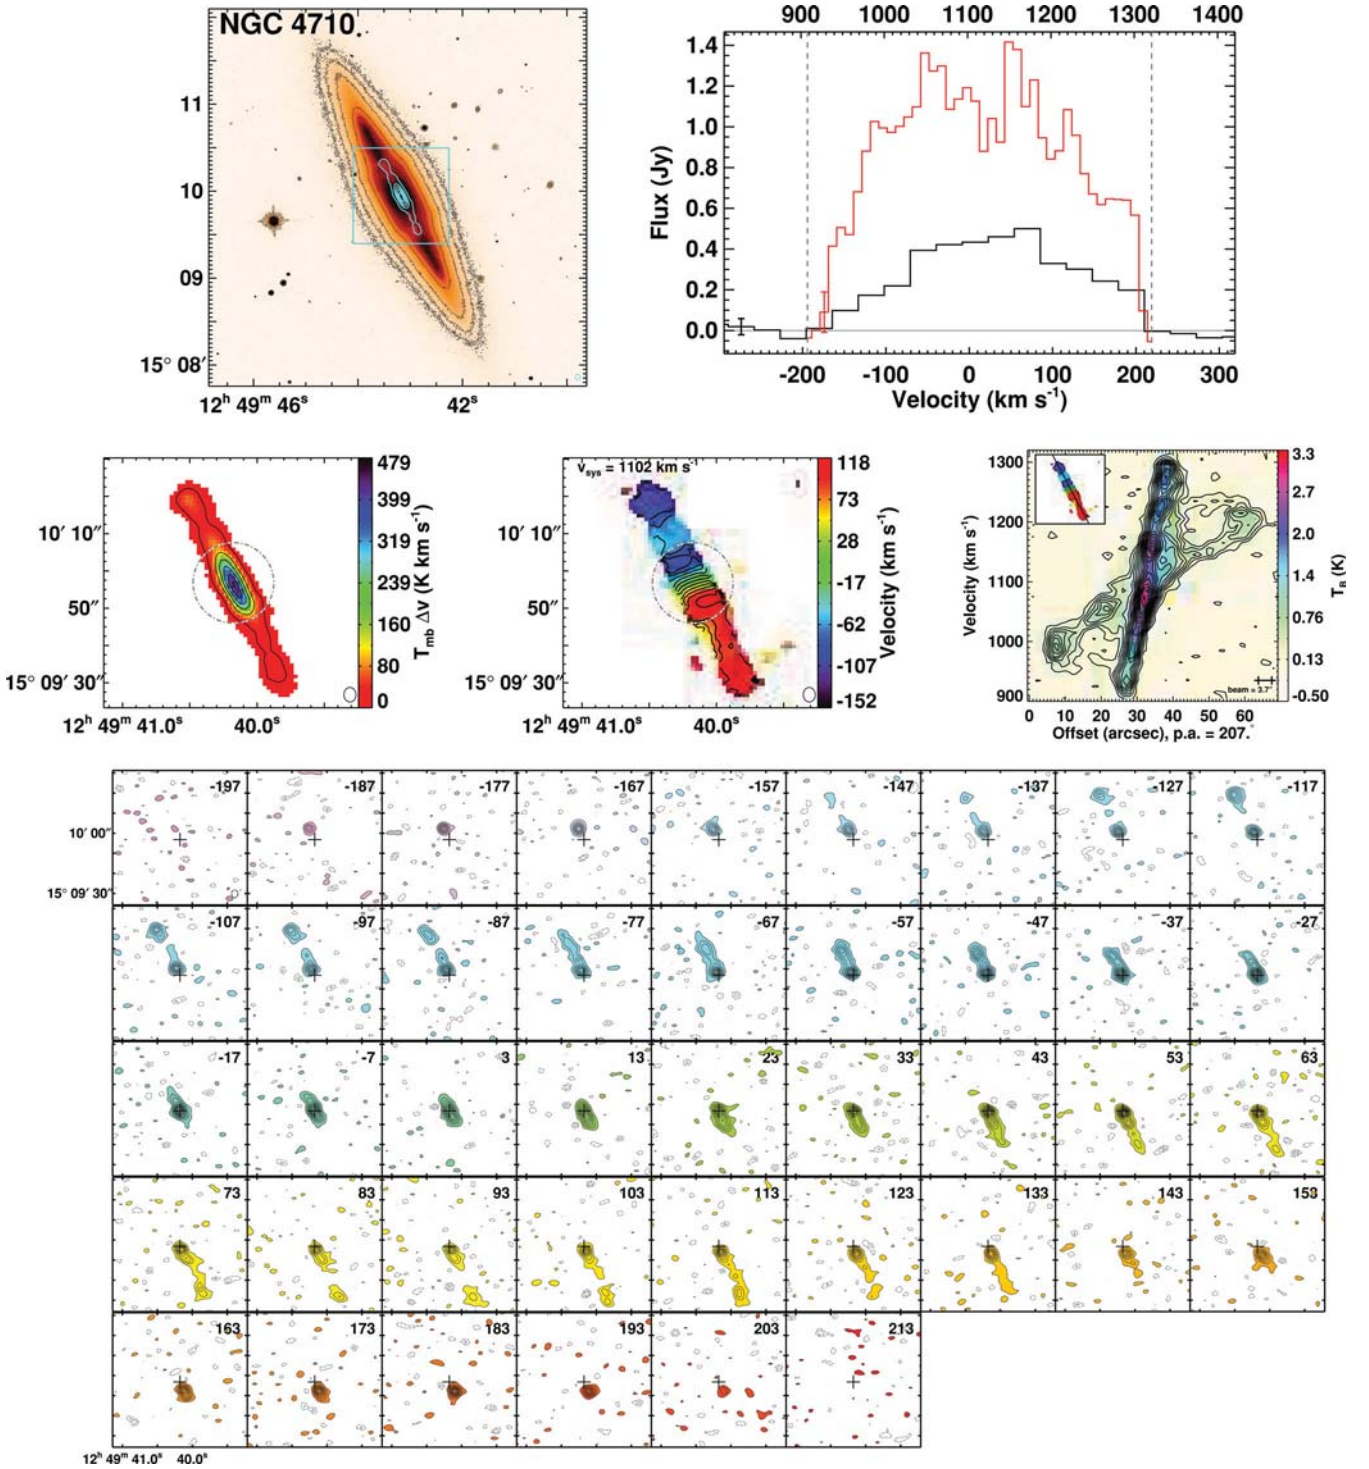 NGC 4710
11
10
09
15° 08′
12ʰ 49ᵐ 46ˢ
42ˢ
900 1000 1100 1200 1300 1400
1.4
1.2
1.0
0.8
0.6
0.4
0.2
0.0
Flux (Jy)
-200 -100 0 100 200 300
Velocity (km s⁻¹)
10′ 10″
50″
15° 09′ 30″
12ʰ 49ᵐ 41.0ˢ 40.0ˢ
479
399
319
239
160
80
0
Tmb Δv (K km s⁻¹)
vsys = 1102 km s⁻¹
10′ 10″
50″
15° 09′ 30″
12ʰ 49ᵐ 41.0ˢ 40.0ˢ
118
73
28
-17
-62
-107
-152
Velocity (km s⁻¹)
1300
1200
1100
1000
900
Velocity (km s⁻¹)
beam = 3.7"
0 10 20 30 40 50 60
Offset (arcsec), p.a. = 207.°
3.3
2.7
2.0
1.4
0.76
0.13
-0.50
TB (K)
-197 -187 -177 -167 -157 -147 -137 -127 -117
10′ 00″
15° 09′ 30″
-107 -97 -87 -77 -67 -57 -47 -37 -27
-17 -7 3 13 23 33 43 53 63
73 83 93 103 113 123 133 143 153
163 173 183 193 203 213
12ʰ 49ᵐ 41.0ˢ 40.0ˢ